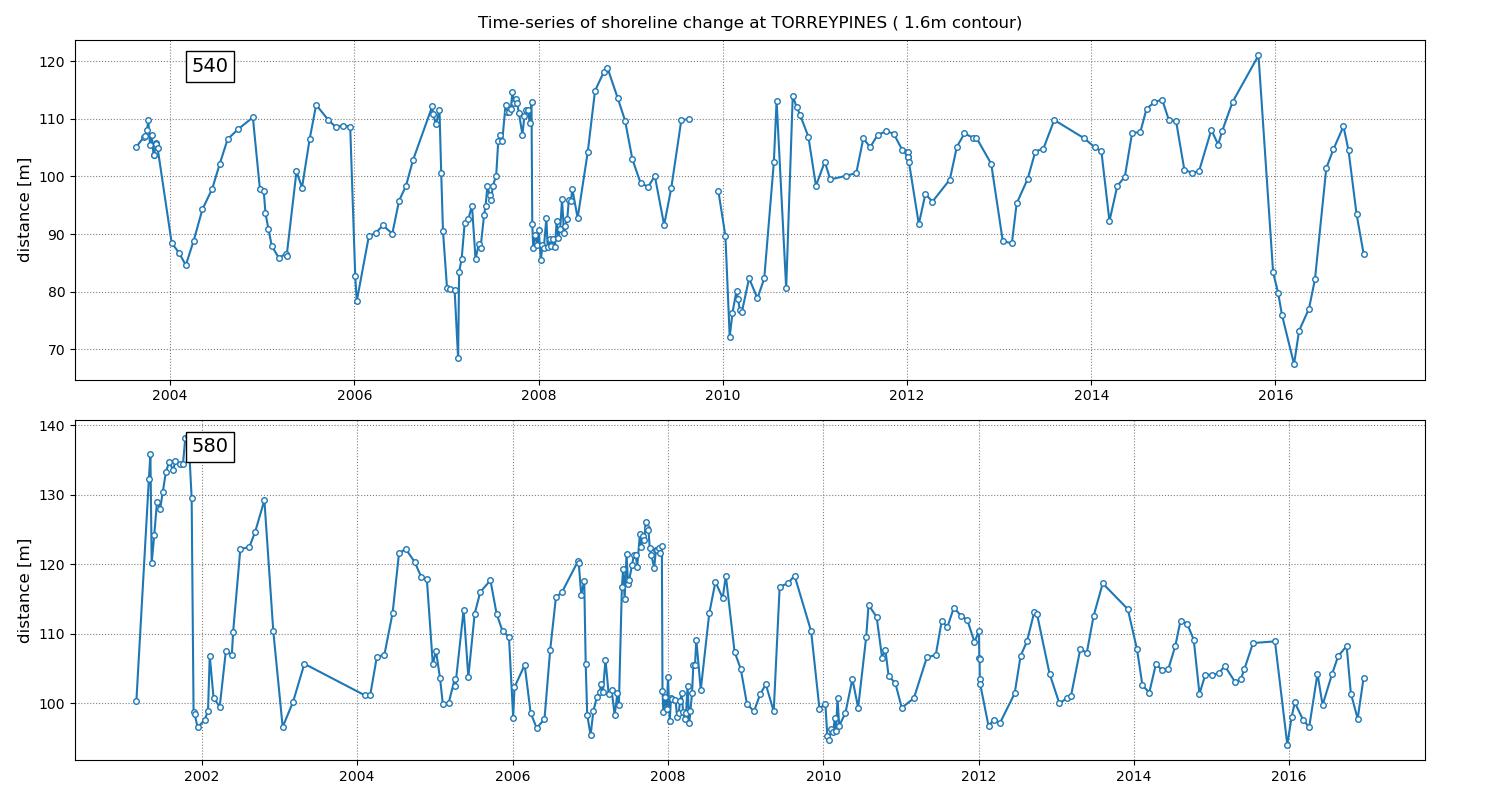 Time-series of shoreline change at TORREYPINES ( 1.6m contour)
540
distance [m]
120
110
100
90
80
70
2004 2006 2008 2010 2012 2014 2016
580
distance [m]
140
130
120
110
100
2002 2004 2006 2008 2010 2012 2014 2016